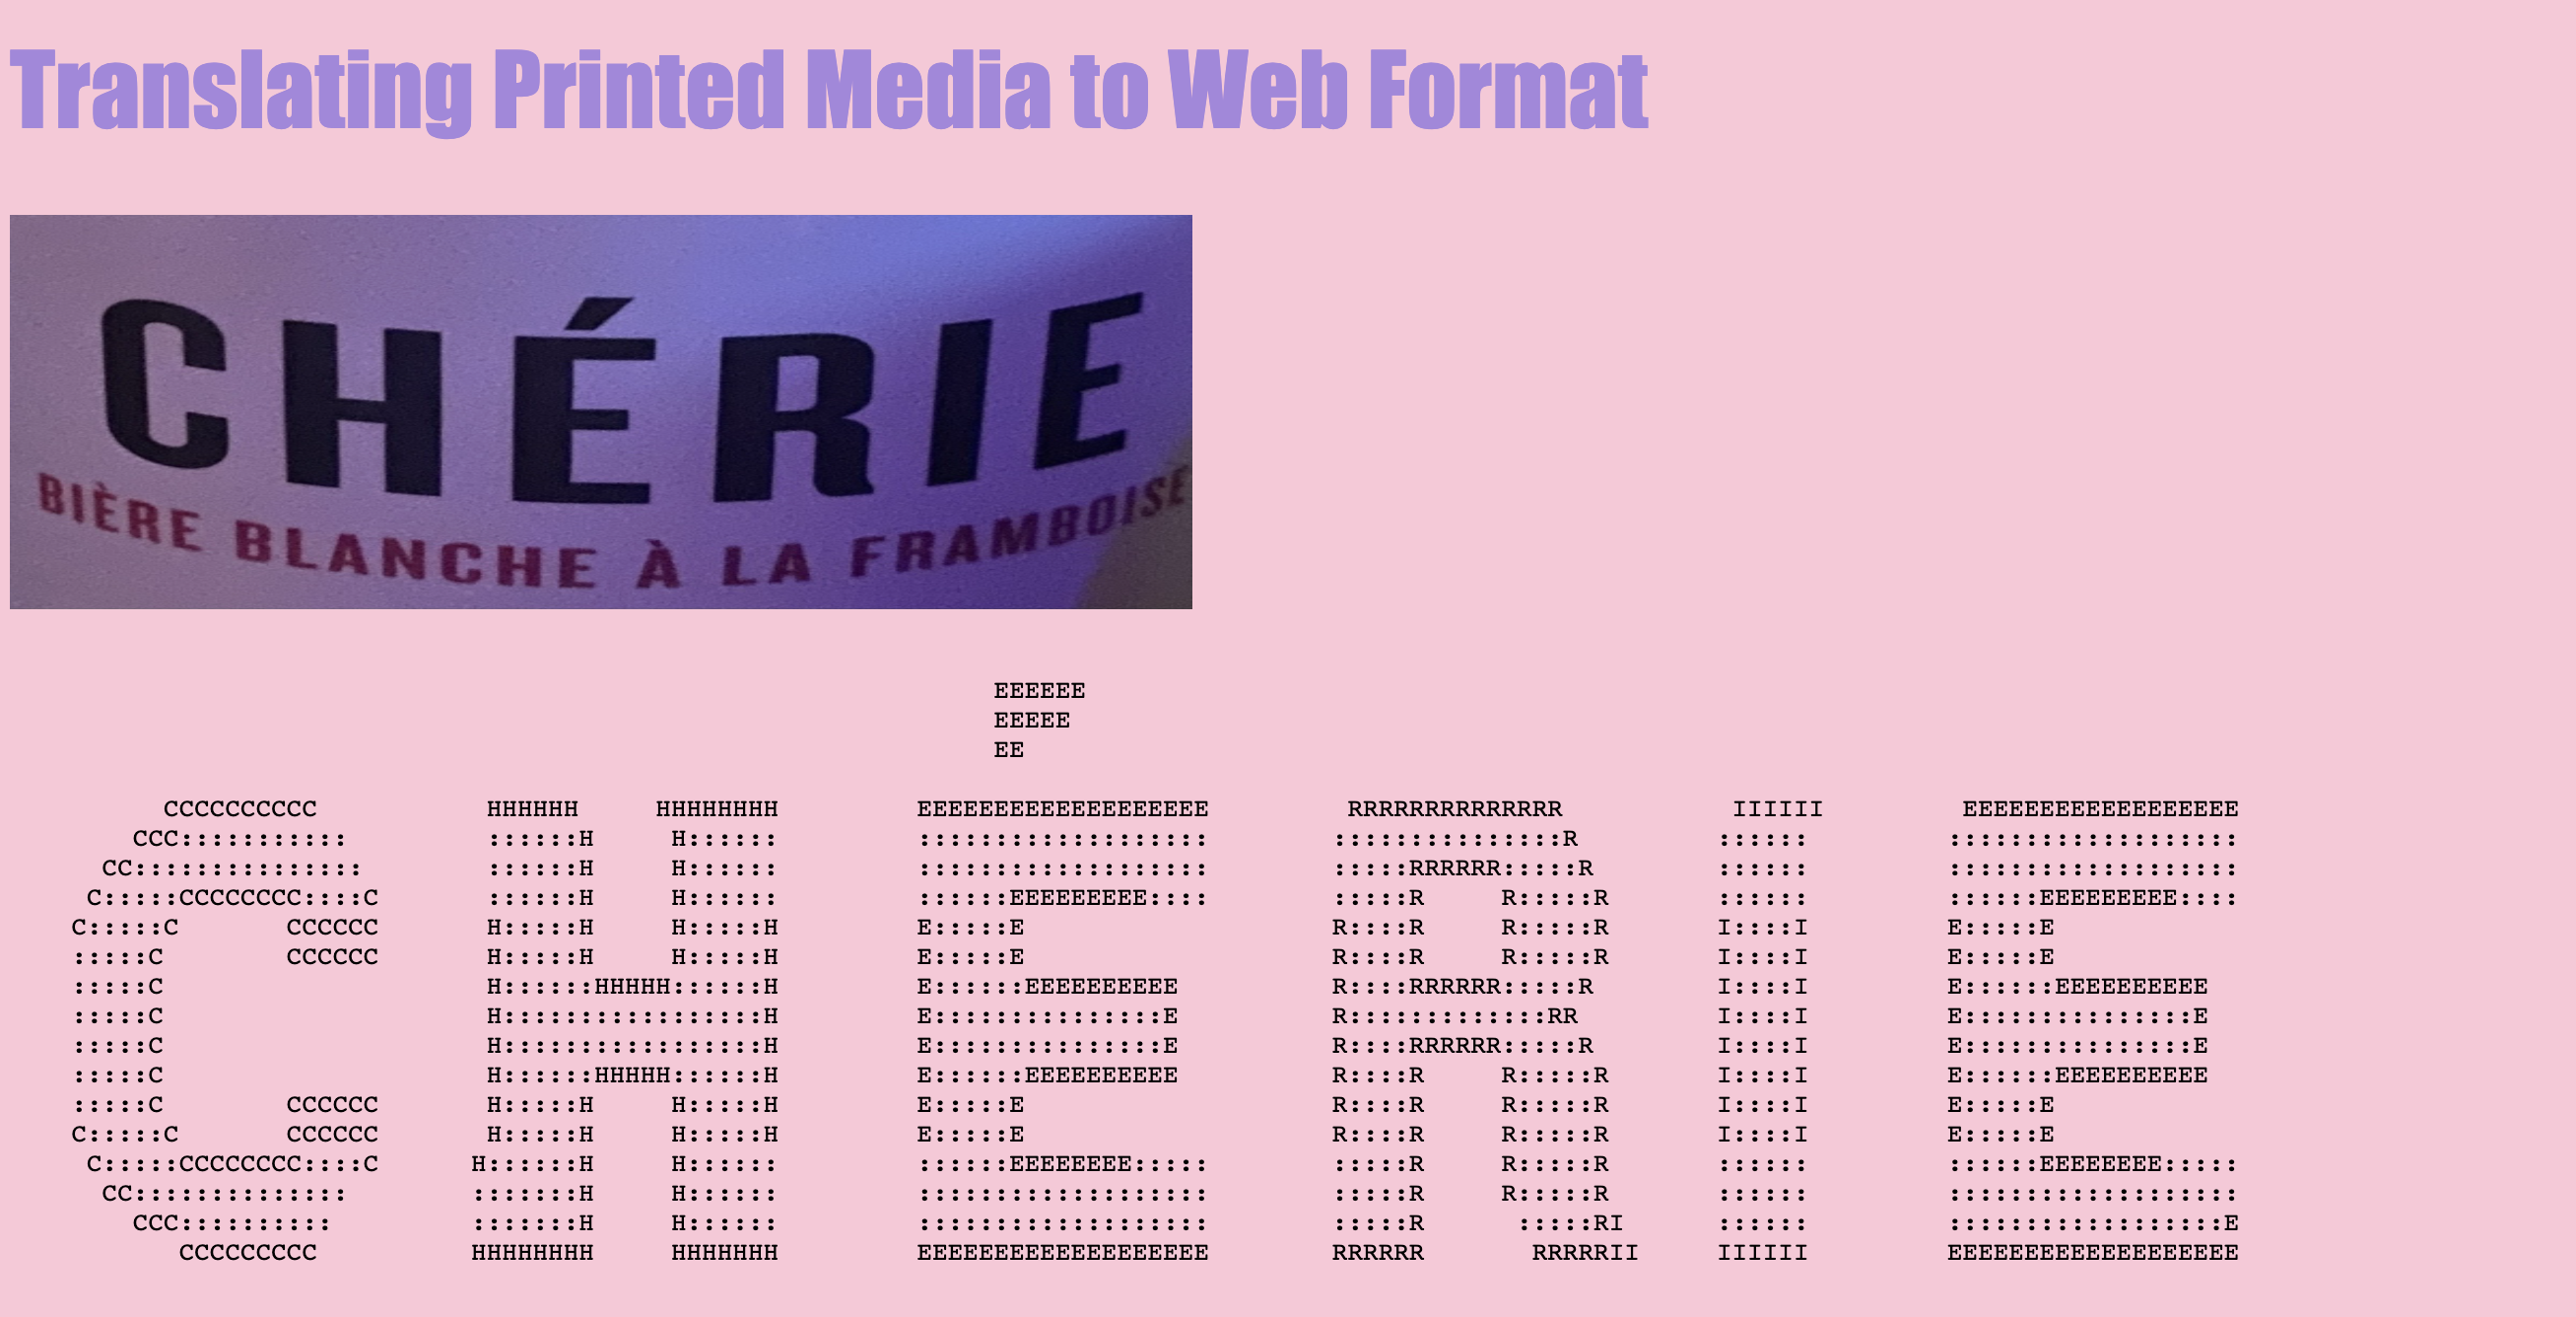 Translating Printed Media to Web Format
CHÉRIE
BIÈRE BLANCHE À LA FRAMBOISE
EEEEEE
EEEEE
EE
CCCCCCCCCC HHHHHH HHHHHHHH EEEEEEEEEEEEEEEEEEE RRRRRRRRRRRRRR IIIIII EEEEEEEEEEEEEEEEEE
CCC::::::::::: ::::::H H:::::: ::::::::::::::::::: :::::::::::::::R :::::: :::::::::::::::::::
CC::::::::::::::: ::::::H H:::::: ::::::::::::::::::: :::::RRRRRR:::::R :::::: :::::::::::::::::::
C:::::CCCCCCCC::::C ::::::H H:::::: ::::::EEEEEEEEE:::: :::::R R:::::R :::::: ::::::EEEEEEEEE::::
C:::::C CCCCCC H:::::H H:::::H E:::::E R::::R R:::::R I::::I E:::::E
:::::C CCCCCC H:::::H H:::::H E:::::E R::::R R:::::R I::::I E:::::E
:::::C H::::::HHHHH::::::H E::::::EEEEEEEEEE R::::RRRRRR:::::R I::::I E::::::EEEEEEEEEE
:::::C H:::::::::::::::::H E:::::::::::::::E R:::::::::::::RR I::::I E:::::::::::::::E
:::::C H:::::::::::::::::H E:::::::::::::::E R::::RRRRRR:::::R I::::I E:::::::::::::::E
:::::C H::::::HHHHH::::::H E::::::EEEEEEEEEE R::::R R:::::R I::::I E::::::EEEEEEEEEE
:::::C CCCCCC H:::::H H:::::H E:::::E R::::R R:::::R I::::I E:::::E
C:::::C CCCCCC H:::::H H:::::H E:::::E R::::R R:::::R I::::I E:::::E
C:::::CCCCCCCC::::C H::::::H H:::::: ::::::EEEEEEEE::::: :::::R R:::::R :::::: ::::::EEEEEEEE:::::
CC:::::::::::::: :::::::H H:::::: ::::::::::::::::::: :::::R R:::::R :::::: :::::::::::::::::::
CCC:::::::::: :::::::H H:::::: ::::::::::::::::::: :::::R :::::RI :::::: ::::::::::::::::::E
CCCCCCCCC HHHHHHHH HHHHHHH EEEEEEEEEEEEEEEEEEE RRRRRR RRRRRII IIIIII EEEEEEEEEEEEEEEEEEE